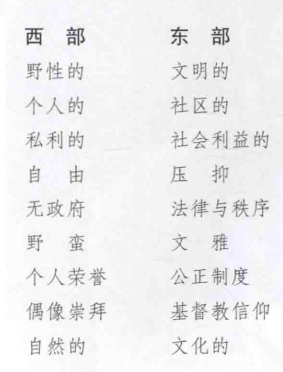 西 部 东 部
野性的 文明的
个人的 社区的
私利的 社会利益的
自 由 压 抑
无政府 法律与秩序
野 蛮 文 雅
个人荣誉 公正制度
偶像崇拜 基督教信仰
自然的 文化的